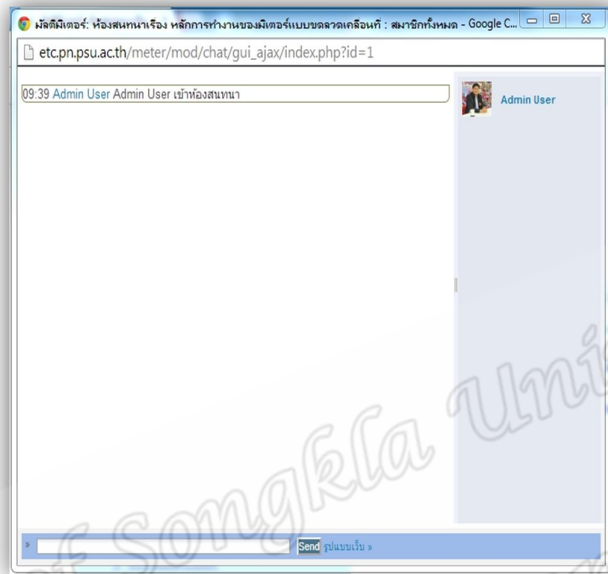 มัลติมิเตอร์: ห้องสนทนาเรื่อง หลักการทำงานของมิเตอร์แบบขดลวดเคลื่อนที่ : สมาชิกทั้งหมด - Google C...
etc.pn.psu.ac.th/meter/mod/chat/gui_ajax/index.php?id=1
09:39 Admin User Admin User เข้าห้องสนทนา
Admin User
» Send รูปแบบเว็บ »
of Songkla Uni